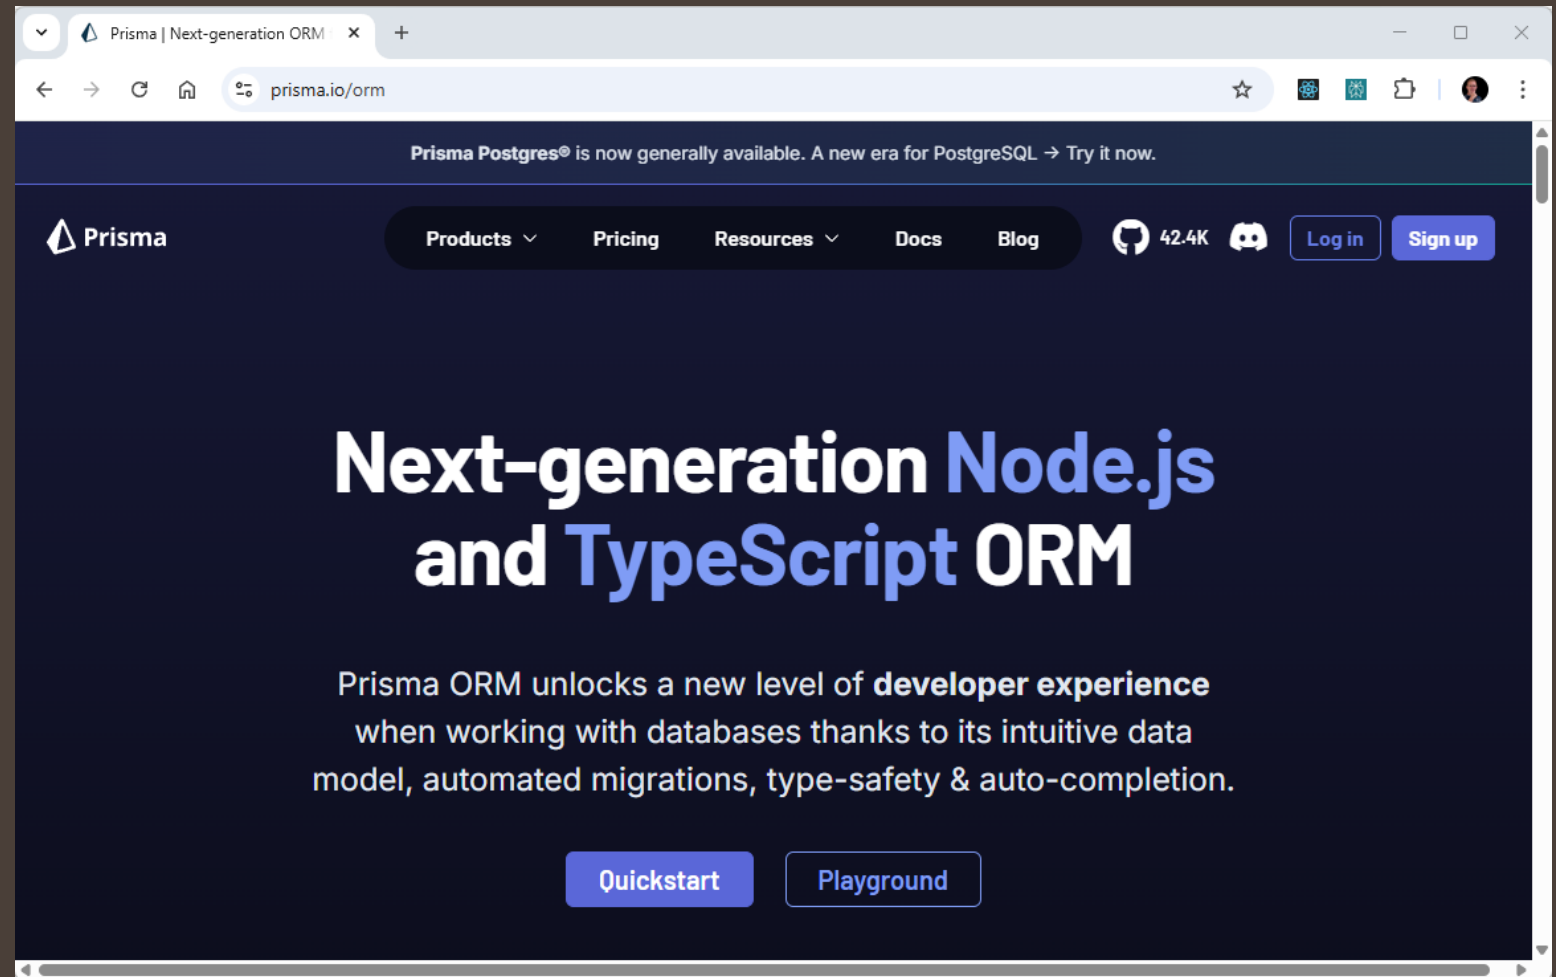 Prisma | Next-generation ORM
prisma.io/orm
Prisma Postgres® is now generally available. A new era for PostgreSQL → Try it now.
Prisma
Products
Pricing
Resources
Docs
Blog
42.4K
Log in
Sign up
Next-generation Node.js
and TypeScript ORM
Prisma ORM unlocks a new level of developer experience
when working with databases thanks to its intuitive data
model, automated migrations, type-safety & auto-completion.
Quickstart
Playground